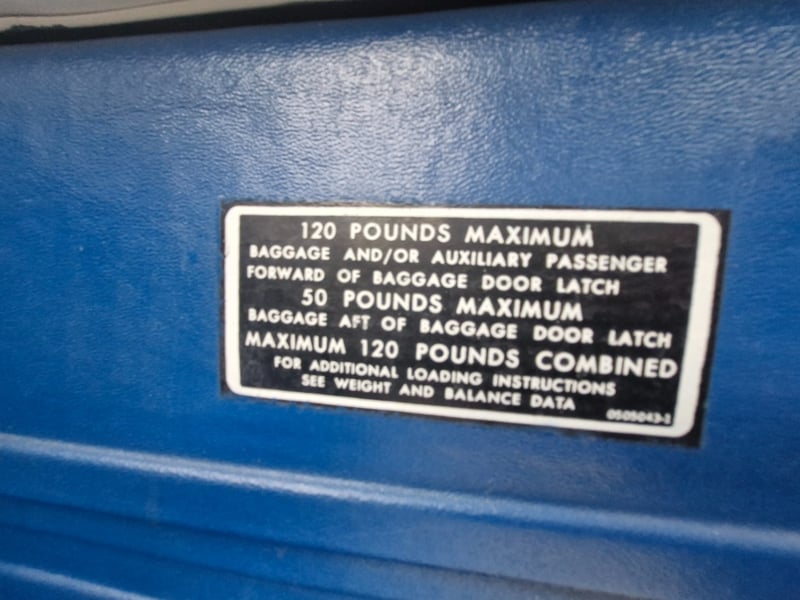 120 POUNDS MAXIMUM
BAGGAGE AND/OR AUXILIARY PASSENGER
FORWARD OF BAGGAGE DOOR LATCH
50 POUNDS MAXIMUM
BAGGAGE AFT OF BAGGAGE DOOR LATCH
MAXIMUM 120 POUNDS COMBINED
FOR ADDITIONAL LOADING INSTRUCTIONS
SEE WEIGHT AND BALANCE DATA
0505043-1